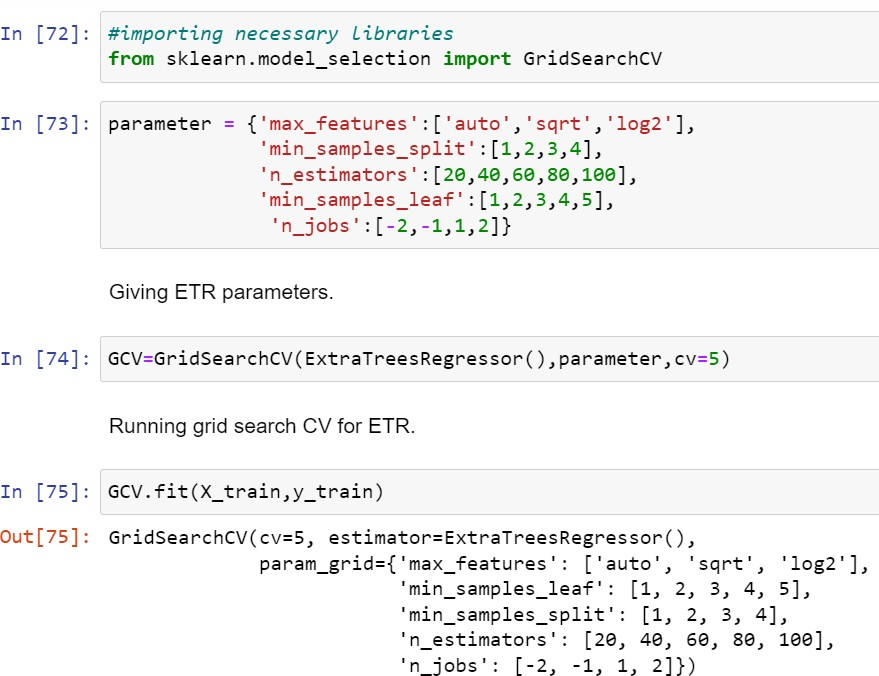 In [72]: #importing necessary libraries
from sklearn.model_selection import GridSearchCV
In [73]: parameter = {'max_features':['auto','sqrt','log2'],
'min_samples_split':[1,2,3,4],
'n_estimators':[20,40,60,80,100],
'min_samples_leaf':[1,2,3,4,5],
'n_jobs':[-2,-1,1,2]}
Giving ETR parameters.
In [74]: GCV=GridSearchCV(ExtraTreesRegressor(),parameter,cv=5)
Running grid search CV for ETR.
In [75]: GCV.fit(X_train,y_train)
Out[75]: GridSearchCV(cv=5, estimator=ExtraTreesRegressor(),
param_grid={'max_features': ['auto', 'sqrt', 'log2'],
'min_samples_leaf': [1, 2, 3, 4, 5],
'min_samples_split': [1, 2, 3, 4],
'n_estimators': [20, 40, 60, 80, 100],
'n_jobs': [-2, -1, 1, 2]})